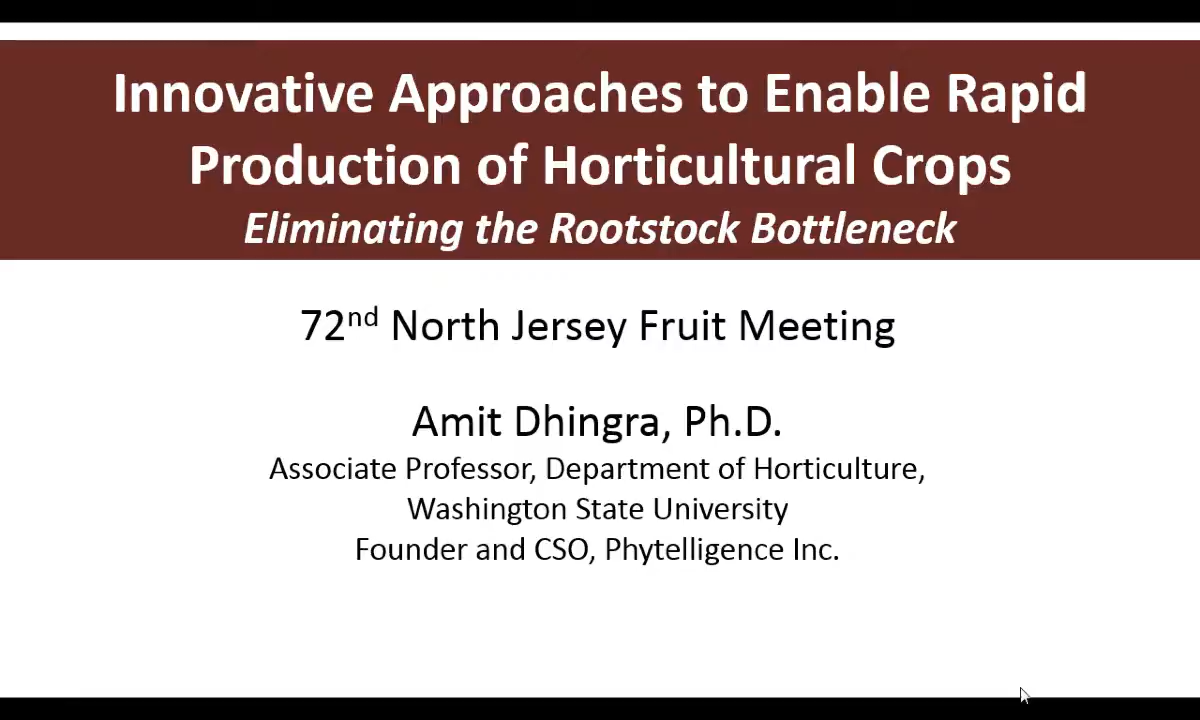 Innovative Approaches to Enable Rapid
Production of Horticultural Crops
Eliminating the Rootstock Bottleneck
72nd North Jersey Fruit Meeting
Amit Dhingra, Ph.D.
Associate Professor, Department of Horticulture,
Washington State University
Founder and CSO, Phytelligence Inc.